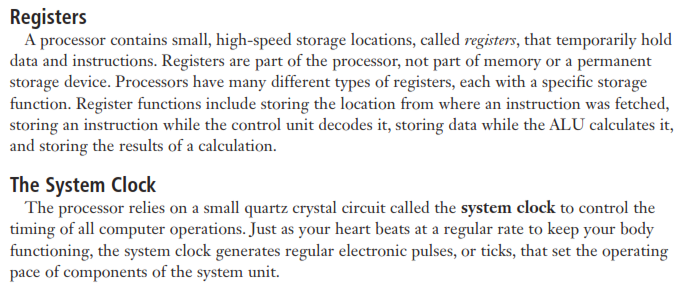 Registers
A processor contains small, high-speed storage locations, called registers, that temporarily hold
data and instructions. Registers are part of the processor, not part of memory or a permanent
storage device. Processors have many different types of registers, each with a specific storage
function. Register functions include storing the location from where an instruction was fetched,
storing an instruction while the control unit decodes it, storing data while the ALU calculates it,
and storing the results of a calculation.
The System Clock
The processor relies on a small quartz crystal circuit called the system clock to control the
timing of all computer operations. Just as your heart beats at a regular rate to keep your body
functioning, the system clock generates regular electronic pulses, or ticks, that set the operating
pace of components of the system unit.